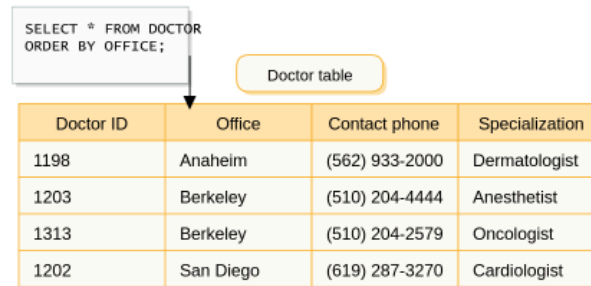 SELECT * FROM DOCTOR
ORDER BY OFFICE;
Doctor table
Doctor ID Office Contact phone Specialization
1198 Anaheim (562) 933-2000 Dermatologist
1203 Berkeley (510) 204-4444 Anesthetist
1313 Berkeley (510) 204-2579 Oncologist
1202 San Diego (619) 287-3270 Cardiologist